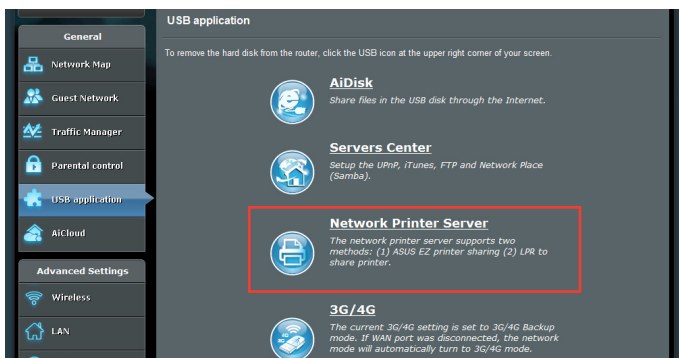 General
Network Map
Guest Network
Traffic Manager
Parental control
USB application
AiCloud
Advanced Settings
Wireless
LAN
USB application
To remove the hard disk from the router, click the USB icon at the upper right corner of your screen.
AiDisk
Share files in the USB disk through the Internet.
Servers Center
Setup the UPnP, iTunes, FTP and Network Place
(Samba).
Network Printer Server
The network printer server supports two
methods: (1) ASUS EZ printer sharing (2) LPR to
share printer.
3G/4G
The current 3G/4G setting is set to 3G/4G Backup
mode. If WAN port was disconnected, the network
mode will automatically turn to 3G/4G mode.